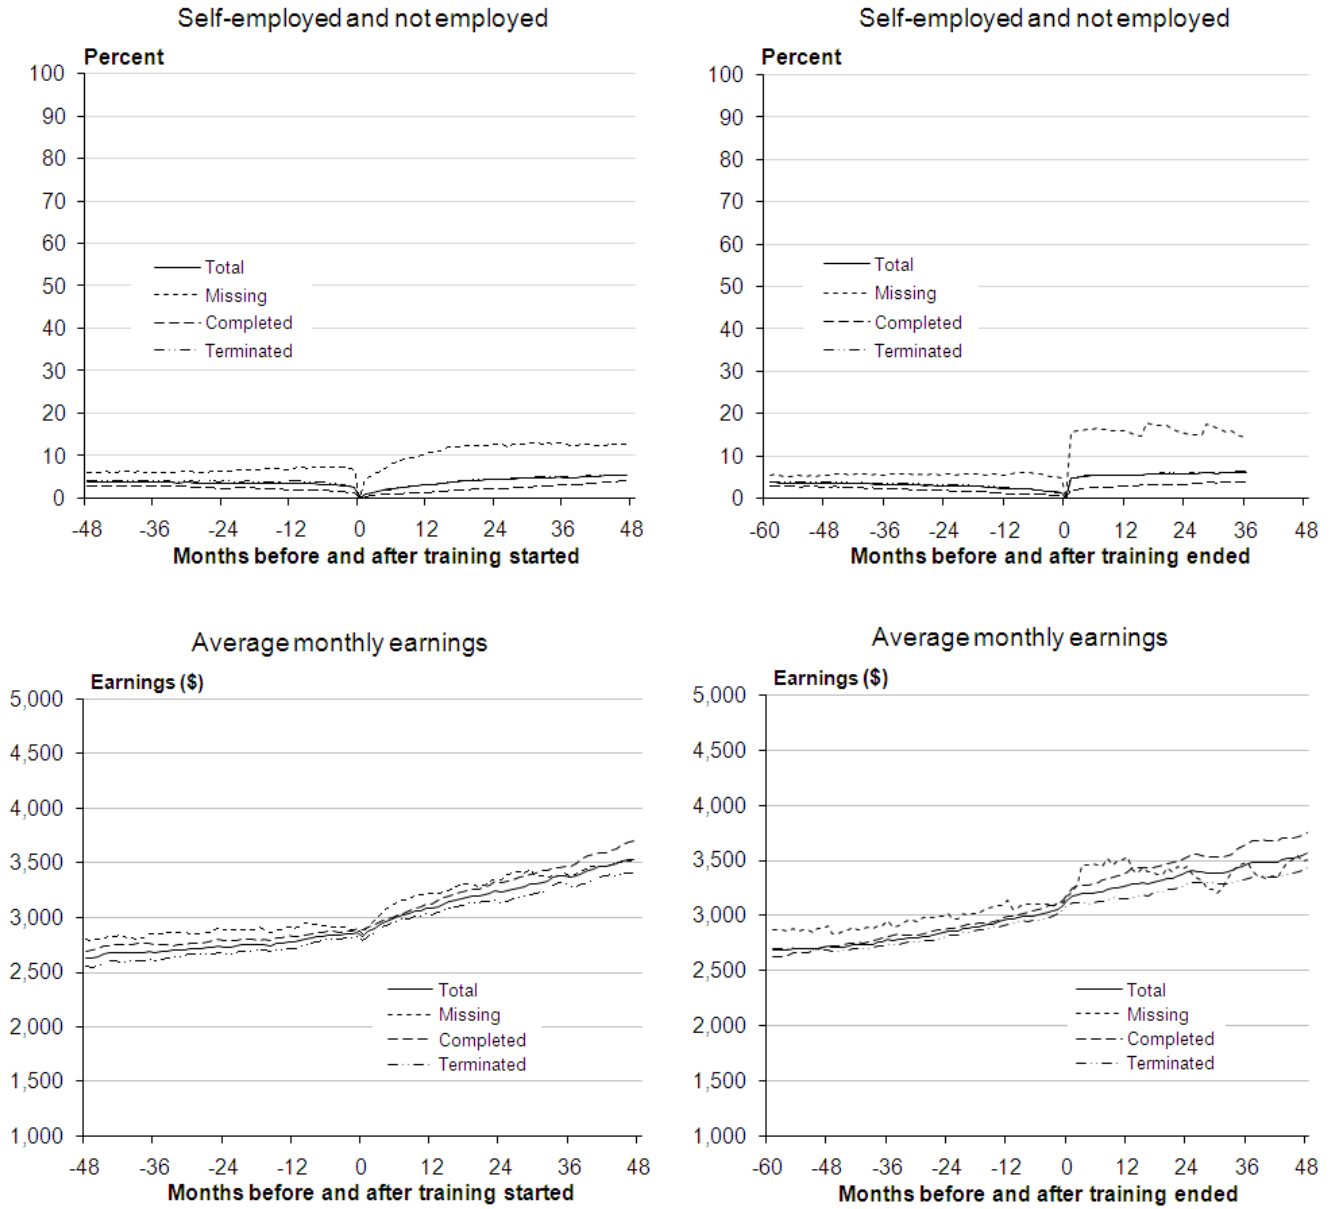 Self-employed and not employed
Percent
100
90
80
70
60
50
40
30
20
10
0
Total
Missing
Completed
Terminated
-48 -36 -24 -12 0 12 24 36 48
Months before and after training started
Self-employed and not employed
Percent
100
90
80
70
60
50
40
30
20
10
0
Total
Missing
Completed
Terminated
-60 -48 -36 -24 -12 0 12 24 36 48
Months before and after training ended
Average monthly earnings
Earnings ($)
5,000
4,500
4,000
3,500
3,000
2,500
2,000
1,500
1,000
Total
Missing
Completed
Terminated
-48 -36 -24 -12 0 12 24 36 48
Months before and after training started
Average monthly earnings
Earnings ($)
5,000
4,500
4,000
3,500
3,000
2,500
2,000
1,500
1,000
Total
Missing
Completed
Terminated
-60 -48 -36 -24 -12 0 12 24 36 48
Months before and after training ended